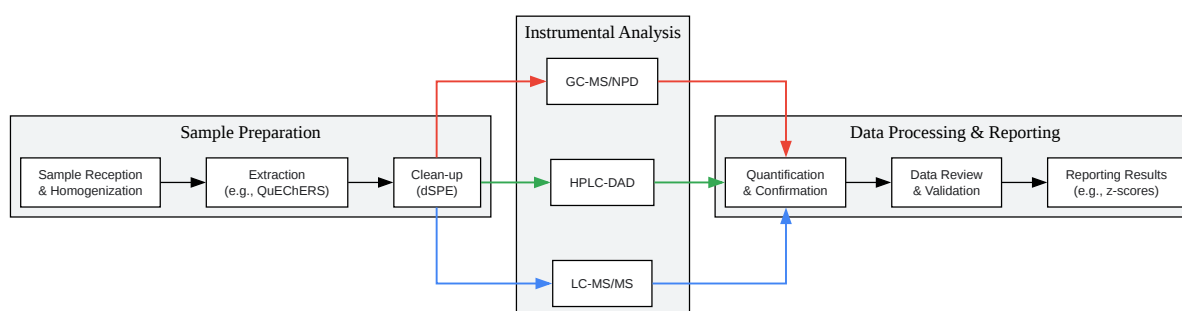 Instrumental Analysis
GC-MS/NPD
Sample Preparation
Data Processing & Reporting
Sample Reception
& Homogenization
Extraction
(e.g., QuEChERS)
Clean-up
(dSPE)
HPLC-DAD
Quantification
& Confirmation
Data Review
& Validation
Reporting Results
(e.g., z-scores)
LC-MS/MS